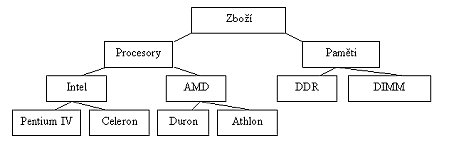 Zboží
Procesory
Paměti
Intel
AMD
DDR
DIMM
Pentium IV
Celeron
Duron
Athlon